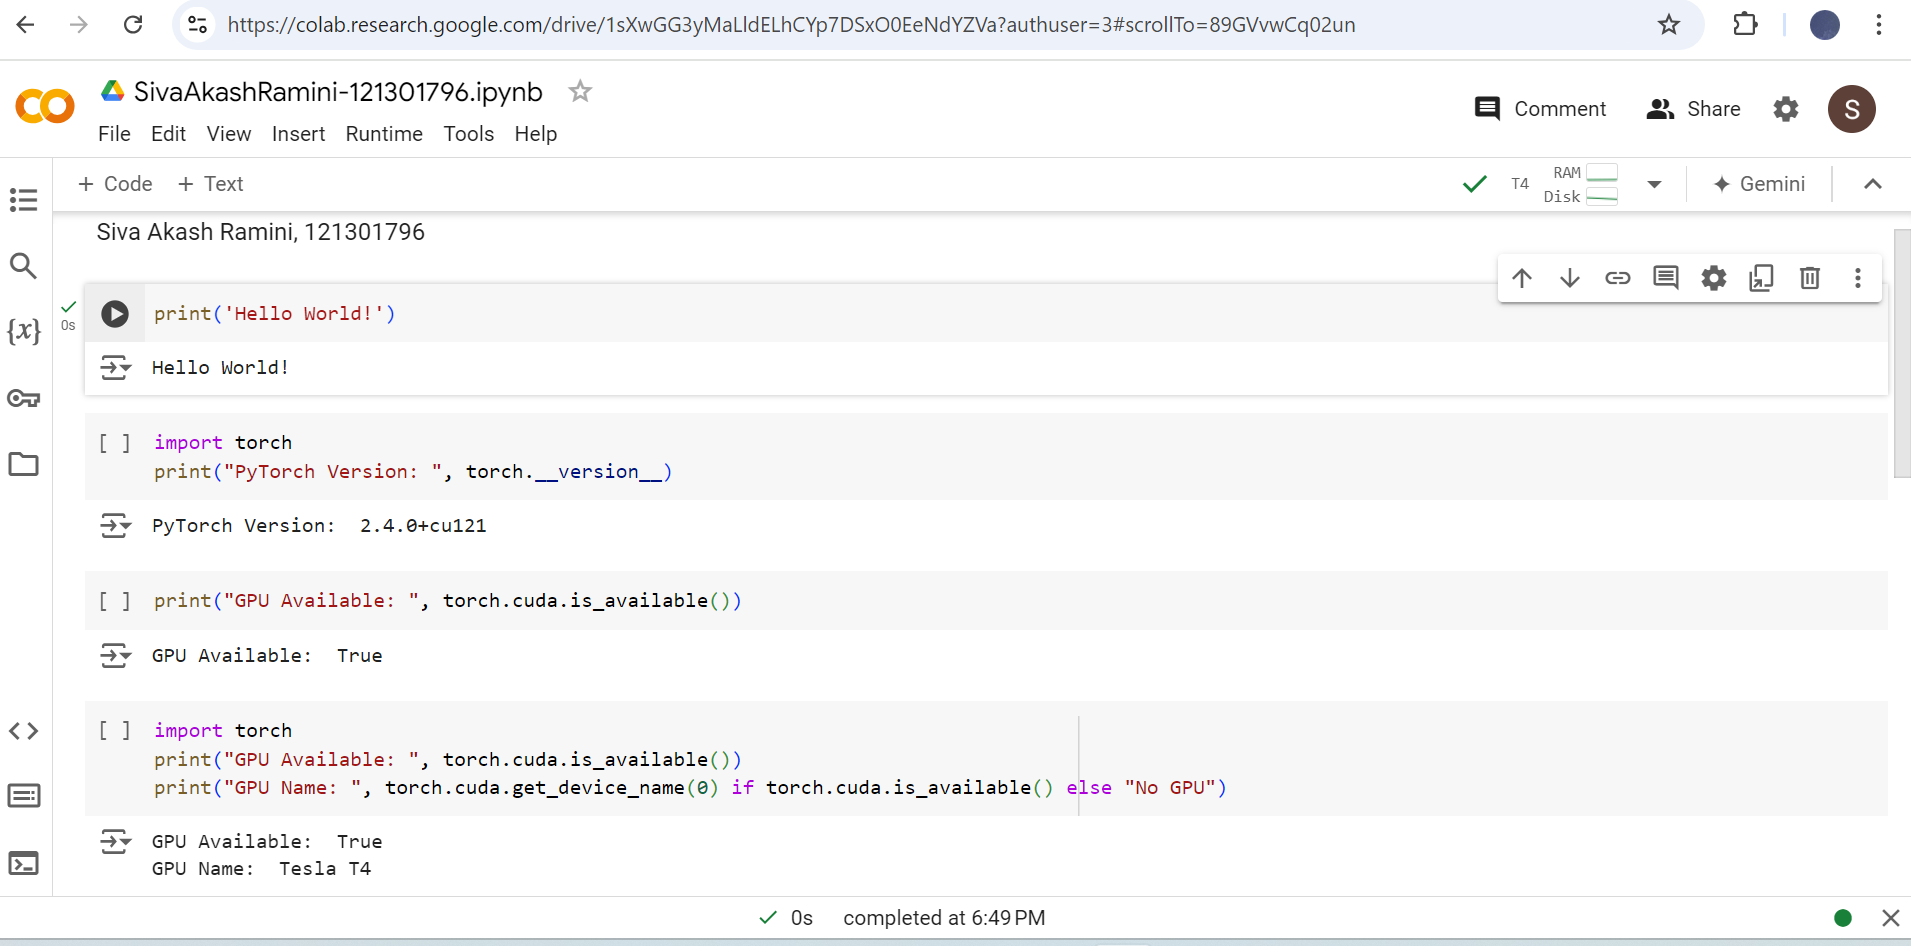 https://colab.research.google.com/drive/1sXwGG3yMaLldELhCYp7DSxO0EeNdYZVa?authuser=3#scrollTo=89GVvwCq02un
SivaAkashRamini-121301796.ipynb
Comment Share S
File Edit View Insert Runtime Tools Help
+ Code + Text
T4 RAM Disk Gemini
Siva Akash Ramini, 121301796
print('Hello World!')
0s
{x}
Hello World!
[ ] import torch
print("PyTorch Version: ", torch.__version__)
PyTorch Version:  2.4.0+cu121
[ ] print("GPU Available: ", torch.cuda.is_available())
GPU Available:  True
[ ] import torch
print("GPU Available: ", torch.cuda.is_available())
print("GPU Name: ", torch.cuda.get_device_name(0) if torch.cuda.is_available() else "No GPU")
GPU Available:  True
GPU Name:  Tesla T4
0s completed at 6:49 PM